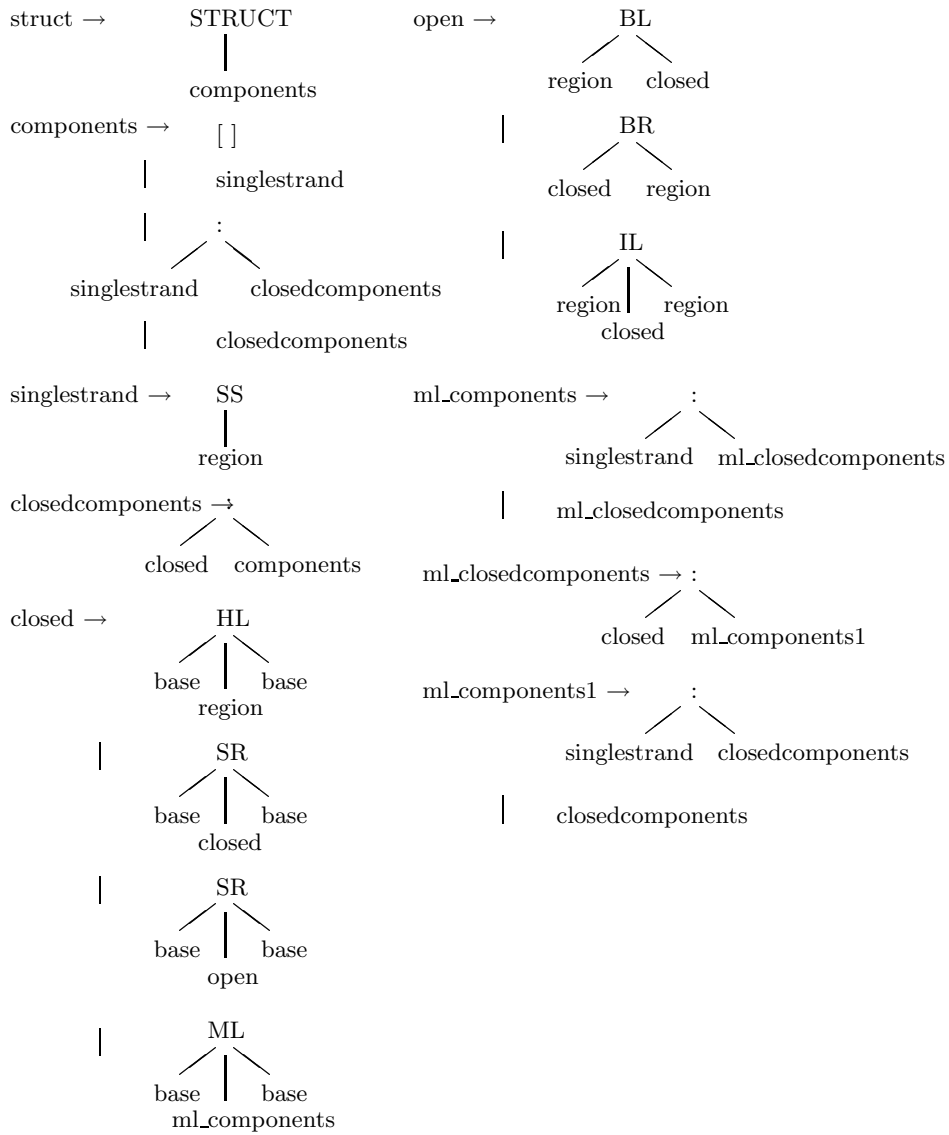 struct →
STRUCT
components
components →
[ ]
|
singlestrand
|
:
singlestrand closedcomponents
|
closedcomponents
singlestrand →
SS
region
closedcomponents →
:
closed components
closed →
HL
base base
region
|
SR
base base
closed
|
SR
base base
open
|
ML
base base
ml_components
open →
BL
region closed
|
BR
closed region
|
IL
region region
closed
ml_components →
:
singlestrand ml_closedcomponents
|
ml_closedcomponents
ml_closedcomponents →
:
closed ml_components1
ml_components1 →
:
singlestrand closedcomponents
|
closedcomponents